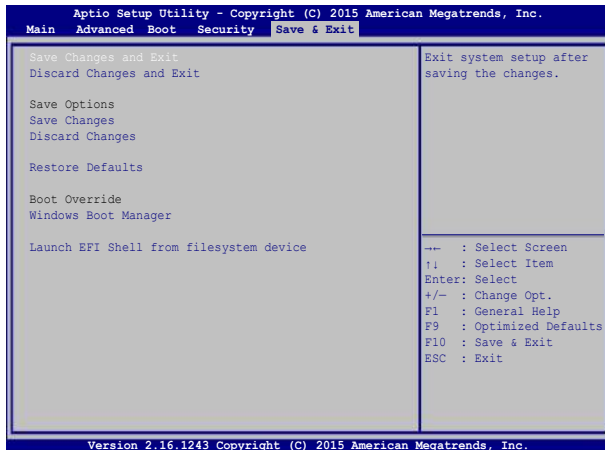 Aptio Setup Utility - Copyright (C) 2015 American Megatrends, Inc.
Main Advanced Boot Security Save & Exit
Save Changes and Exit
Discard Changes and Exit
Save Options
Save Changes
Discard Changes
Restore Defaults
Boot Override
Windows Boot Manager
Launch EFI Shell from filesystem device
Exit system setup after
saving the changes.
→← : Select Screen
↑↓ : Select Item
Enter: Select
+/— : Change Opt.
F1 : General Help
F9 : Optimized Defaults
F10 : Save & Exit
ESC : Exit
Version 2.16.1243 Copyright (C) 2015 American Megatrends, Inc.